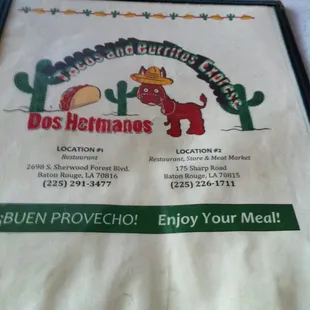 Tacos and Burritos Express
Dos Hermanos
LOCATION #1
Restaurant
2698 S. Sherwood Forest Blvd.
Baton Rouge, LA 70816
(225) 291-3477
LOCATION #2
Restaurant, Store & Meat Market
175 Sharp Road
Baton Rouge, LA 70815
(225) 226-1711
¡BUEN PROVECHO! Enjoy Your Meal!